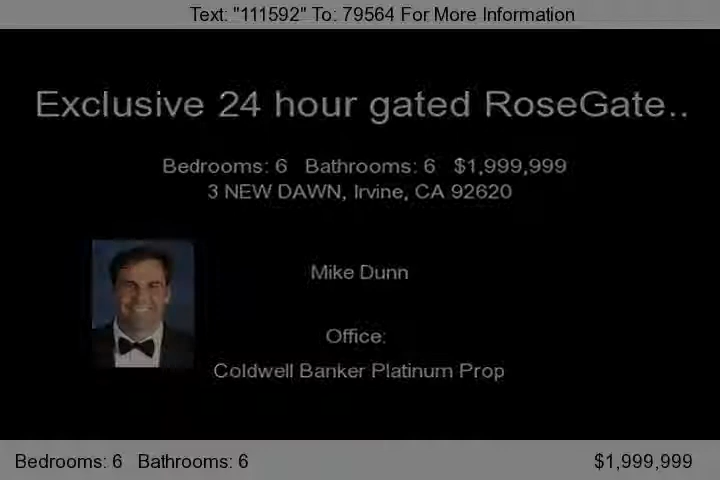 Text: "111592" To: 79564 For More Information
Exclusive 24 hour gated RoseGate..
Bedrooms: 6 Bathrooms: 6 $1,999,999
3 NEW DAWN, Irvine, CA 92620
Mike Dunn
Office:
Coldwell Banker Platinum Prop
Bedrooms: 6 Bathrooms: 6 $1,999,999